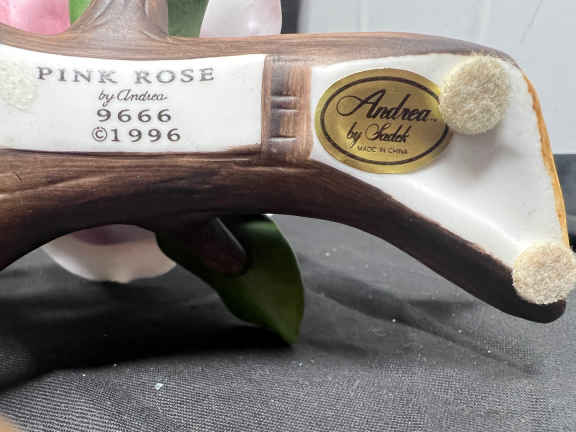 PINK ROSE
by Andrea
9666
©1996
Andrea
by Sadek
MADE IN CHINA